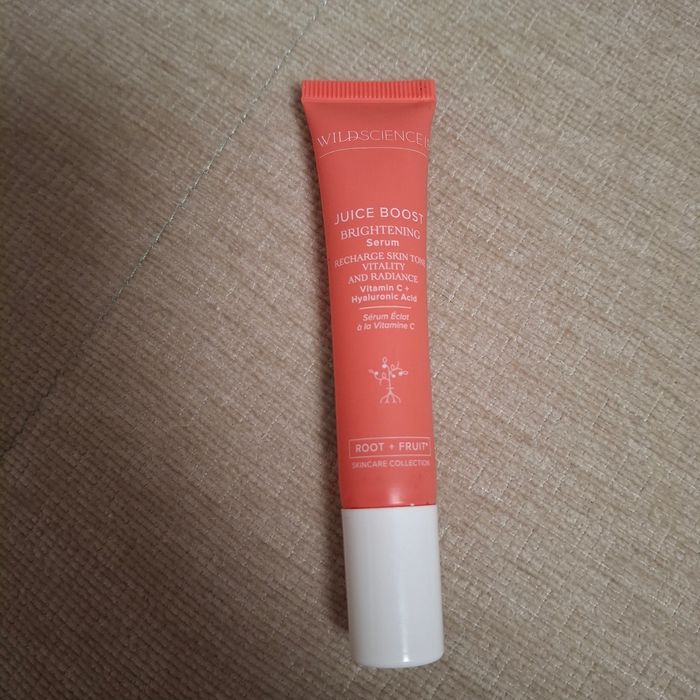 WILDSCIENCE
JUICE BOOST
BRIGHTENING
Serum
RECHARGE SKIN TONE
VITALITY
AND RADIANCE
Vitamin C +
Hyaluronic Acid
Sérum Éclat
à la Vitamine C
ROOT + FRUIT*
SKINCARE COLLECTION